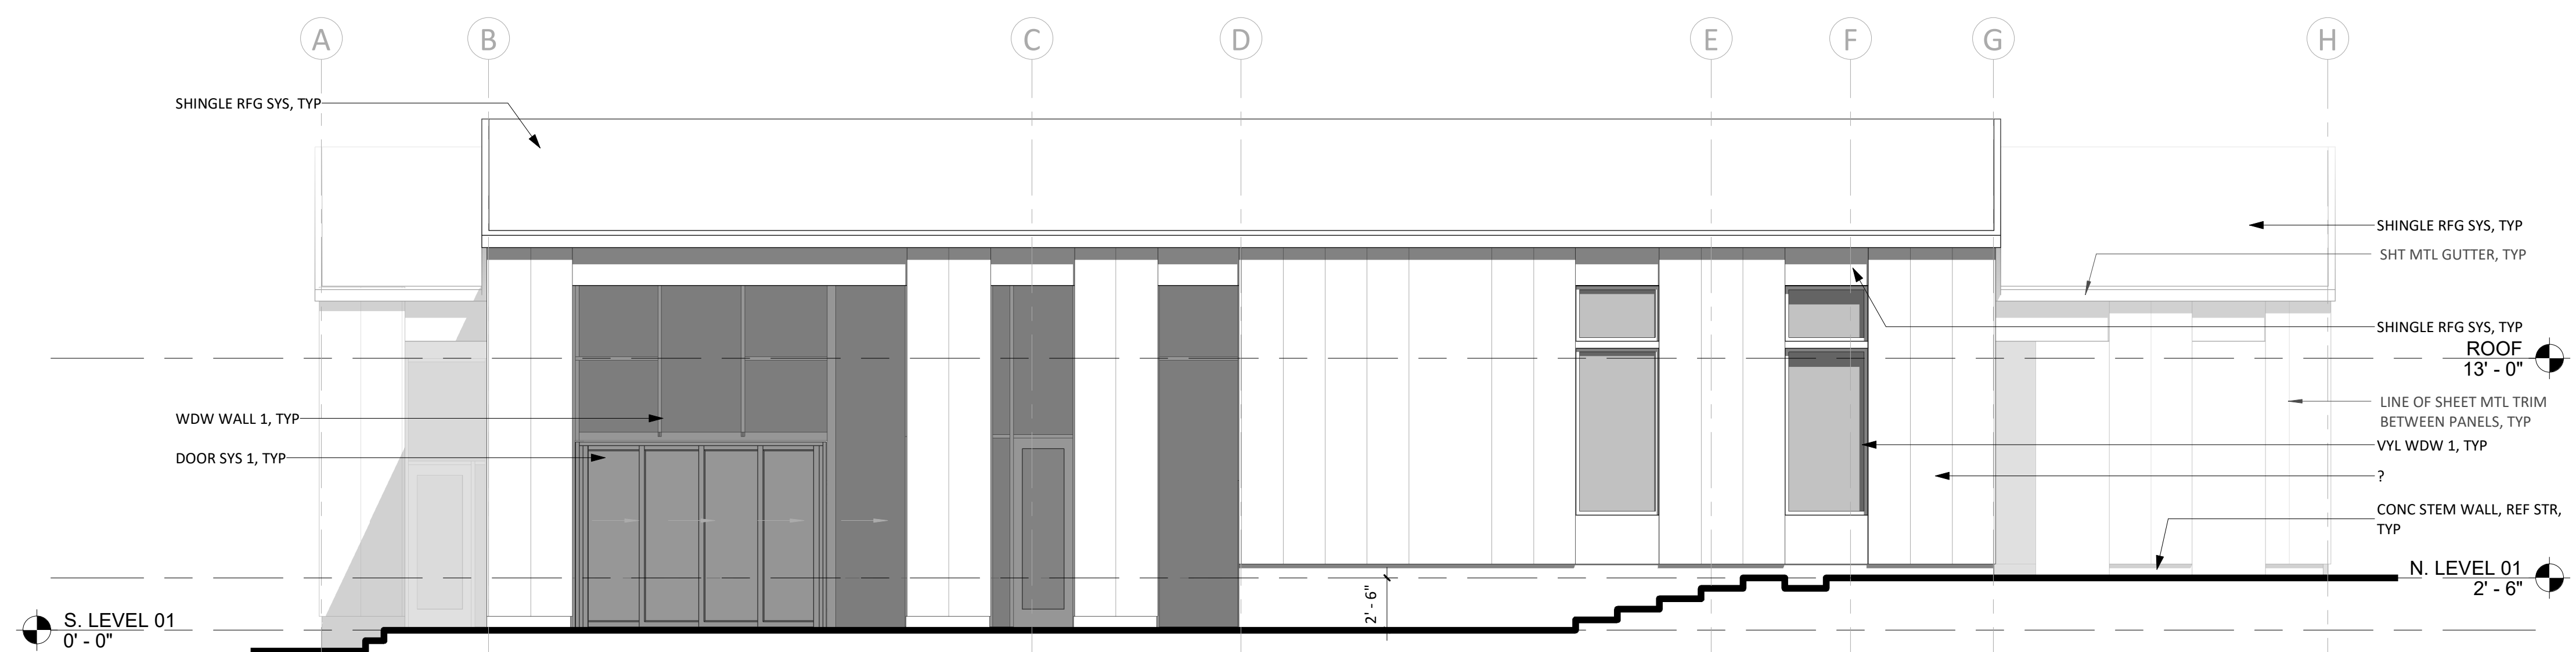 A
B
C
D
E
F
G
H
SHINGLE RFG SYS, TYP
SHINGLE RFG SYS, TYP
SHT MTL GUTTER, TYP
SHINGLE RFG SYS, TYP
ROOF
13' - 0"
LINE OF SHEET MTL TRIM
BETWEEN PANELS, TYP
WDW WALL 1, TYP
VYL WDW 1, TYP
DOOR SYS 1, TYP
?
CONC STEM WALL, REF STR,
TYP
N. LEVEL 01
2' - 6"
2' - 6"
S. LEVEL 01
0' - 0"